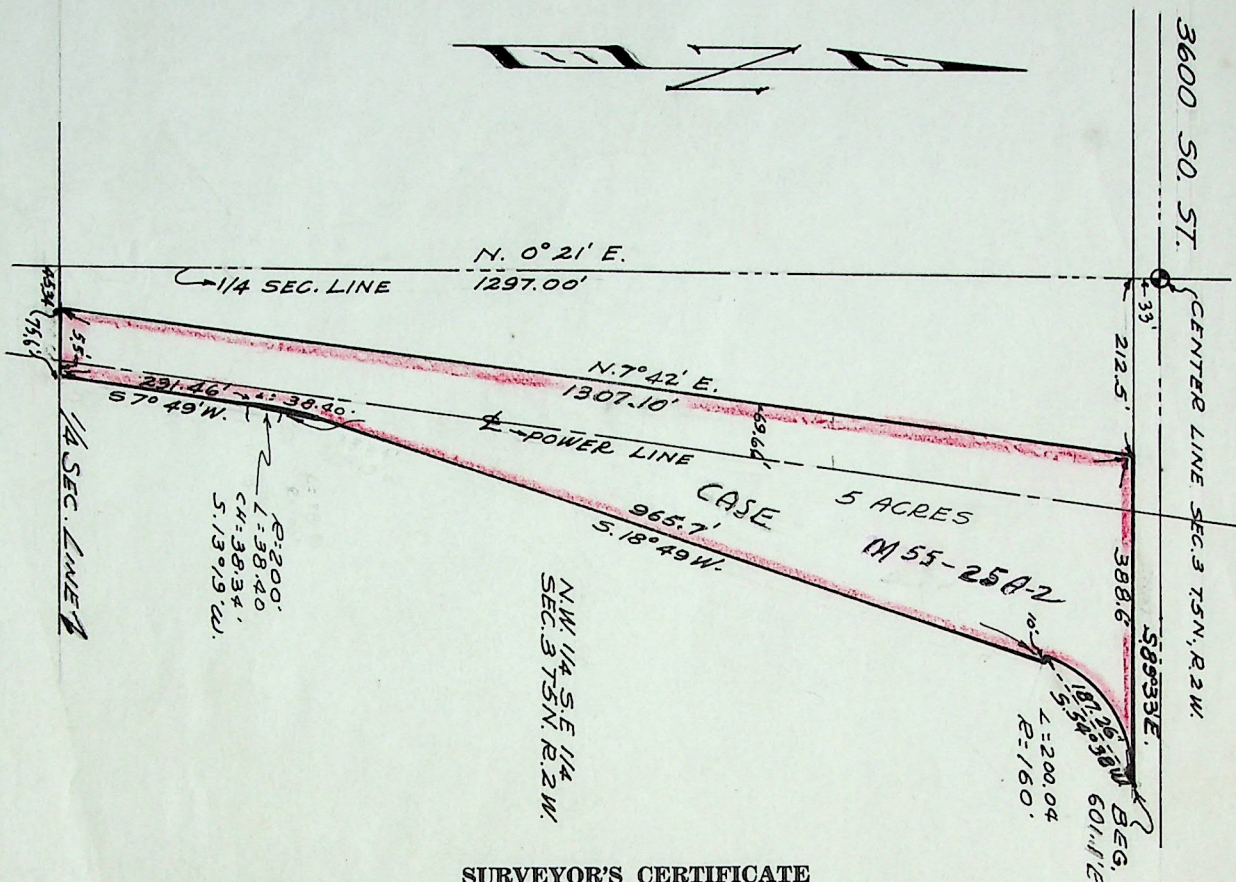 3600 SO. ST.
CENTER LINE SEC. 3 T.5N., R.2W.
N
N. 0° 21' E.
1297.00'
1/4 SEC. LINE
33'
212.5'
388.6'
S89°33'E.
BEG.
601.1'E
187.26'
S.54°38'W
L=200.04
R=160'
10'
N.7°42' E.
1307.10'
69.66'
℄ POWER LINE
CASE
5 ACRES
M 55-25A-2
965.7'
S.18°49'W.
55'
75.6'
291.46'
S 7° 49' W.
38.40'
R=200'
L=38.40
CH=38.34'
S.13°19'W.
1/4 SEC. LINE
N.W. 1/4 S.E 1/4
SEC. 3 T.5N. R.2W.
SURVEYOR'S CERTIFICATE